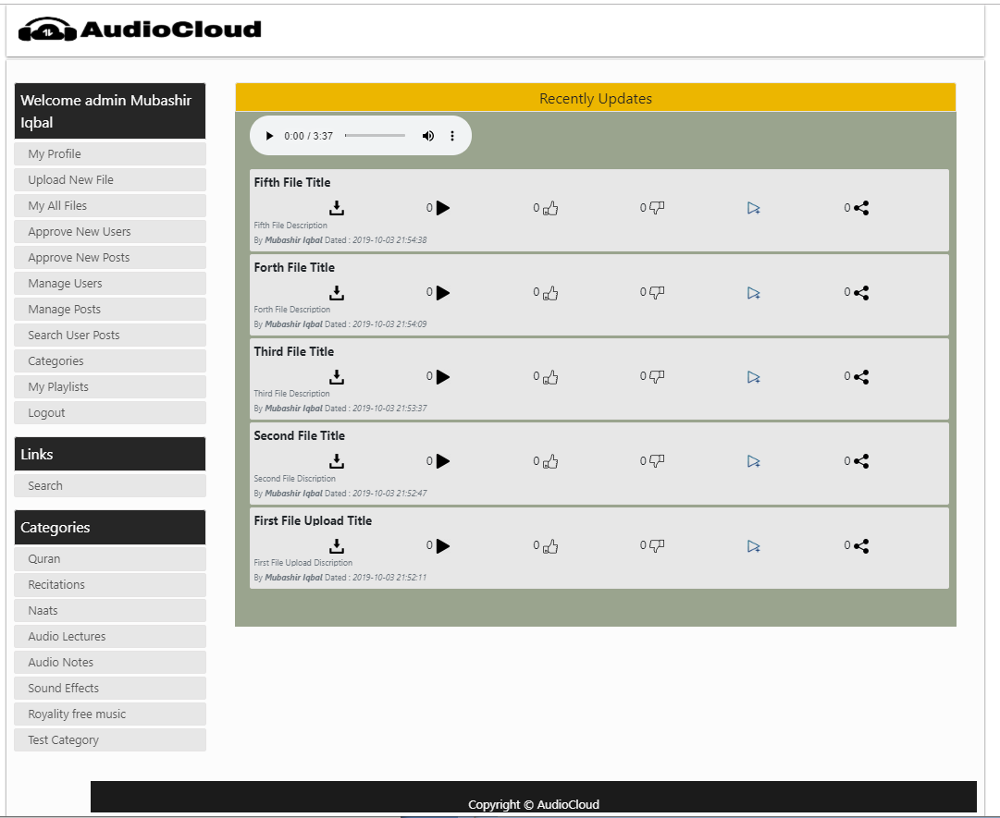 AudioCloud
Welcome admin Mubashir
Iqbal
My Profile
Upload New File
My All Files
Approve New Users
Approve New Posts
Manage Users
Manage Posts
Search User Posts
Categories
My Playlists
Logout
Links
Search
Categories
Quran
Recitations
Naats
Audio Lectures
Audio Notes
Sound Effects
Royality free music
Test Category
Recently Updates
0:00 / 3:37
Fifth File Title
0 0 0 0
Fifth File Description
By Mubashir Iqbal Dated : 2019-10-03 21:54:38
Forth File Title
0 0 0 0
Forth File Description
By Mubashir Iqbal Dated : 2019-10-03 21:54:09
Third File Title
0 0 0 0
Third File Description
By Mubashir Iqbal Dated : 2019-10-03 21:53:37
Second File Title
0 0 0 0
Second File Discription
By Mubashir Iqbal Dated : 2019-10-03 21:52:47
First File Upload Title
0 0 0 0
First File Upload Discription
By Mubashir Iqbal Dated : 2019-10-03 21:52:11
Copyright © AudioCloud